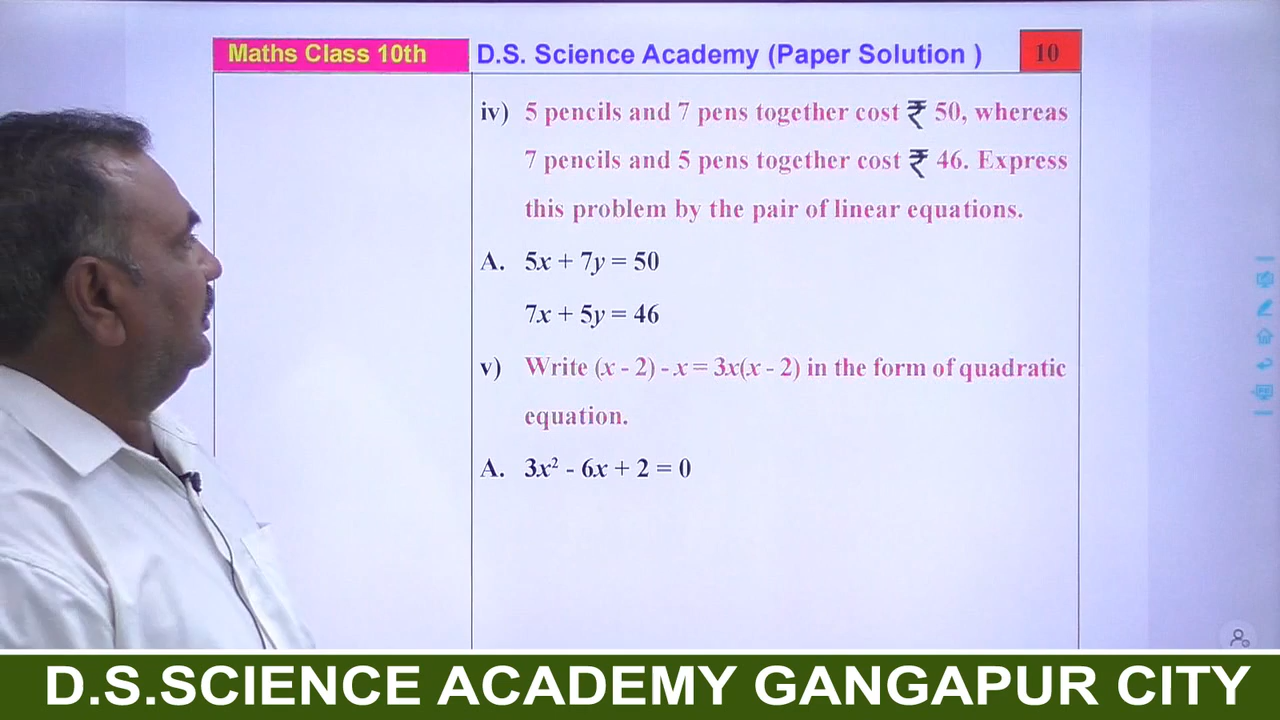 Maths Class 10th D.S. Science Academy (Paper Solution ) 10
iv) 5 pencils and 7 pens together cost ₹ 50, whereas
7 pencils and 5 pens together cost ₹ 46. Express
this problem by the pair of linear equations.
A. 5x + 7y = 50
7x + 5y = 46
v) Write (x - 2) - x = 3x(x - 2) in the form of quadratic
equation.
A. 3x² - 6x + 2 = 0
D.S.SCIENCE ACADEMY GANGAPUR CITY